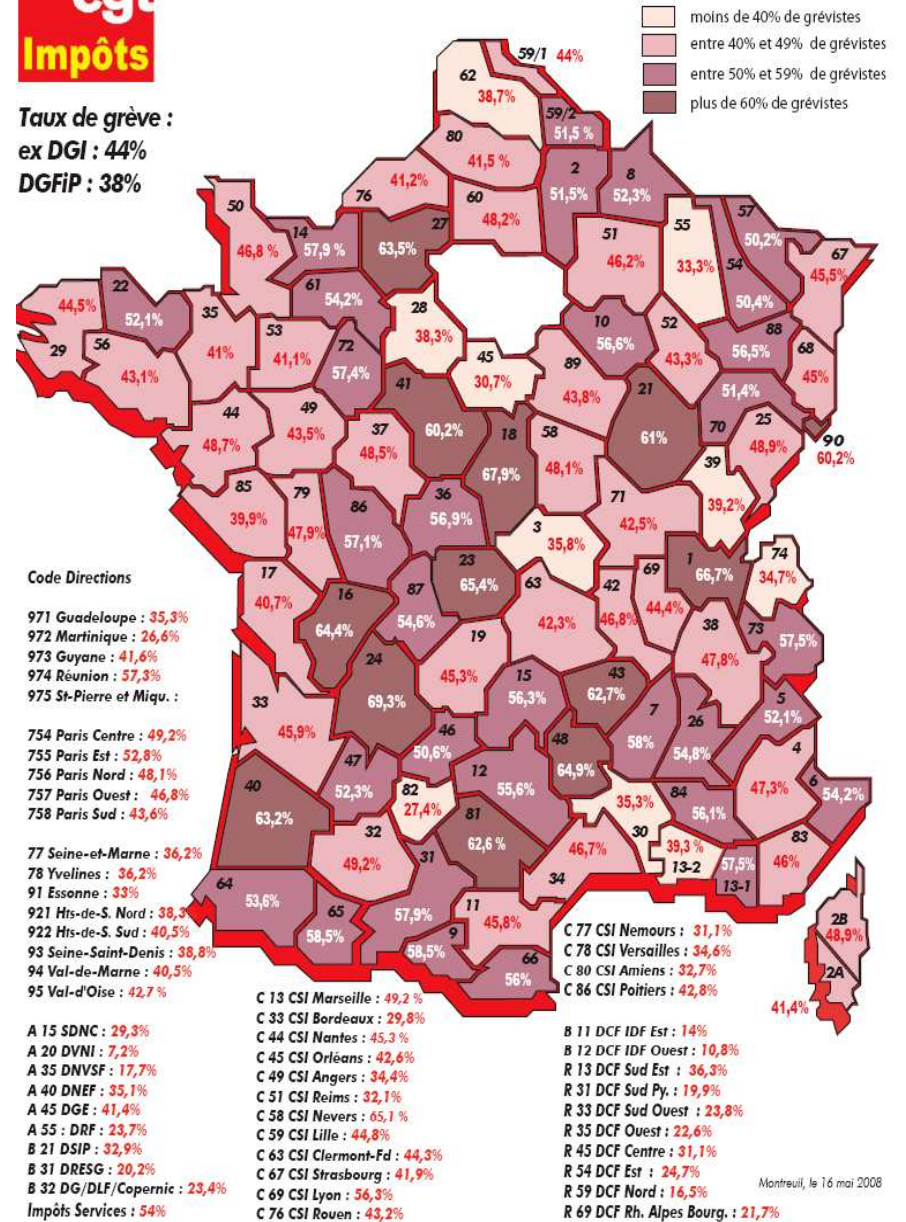 cgt
Impôts
Taux de grève :
ex DGI : 44%
DGFiP : 38%
moins de 40% de grévistes
entre 40% et 49% de grévistes
entre 50% et 59% de grévistes
plus de 60% de grévistes
59/1 44%
62
38,7%
59/2
51,5 %
80
41,5 %
2
51,5%
8
52,3%
76
41,2%
60
48,2%
27
63,5%
50
46,8 %
14
57,9 %
51
46,2%
55
33,3%
57
50,2%
54
50,4%
67
45,5%
61
54,2%
22
52,1%
44,5%
29
35
41%
56
43,1%
53
41,1%
72
57,4%
28
38,3%
45
30,7%
10
56,6%
52
43,3%
88
56,5%
68
45%
89
43,8%
21
61%
51,4%
70
25
48,9%
90
60,2%
41
60,2%
18
67,9%
58
48,1%
44
48,7%
49
43,5%
37
48,5%
39
39,2%
85
39,9%
79
47,9%
86
57,1%
36
56,9%
3
35,8%
71
42,5%
1
66,7%
74
34,7%
17
40,7%
16
64,4%
87
54,6%
23
65,4%
63
42,3%
42
46,8%
69
44,4%
38
47,8%
73
57,5%
24
69,3%
19
45,3%
15
56,3%
43
62,7%
7
58%
26
54,8%
5
52,1%
33
45,9%
46
50,6%
48
64,9%
4
47,3%
6
54,2%
47
52,3%
12
55,6%
82
27,4%
35,3%
30
84
56,1%
40
63,2%
32
49,2%
81
62,6 %
34
46,7%
39,3 %
13-2
57,5%
13-1
83
46%
64
53,6%
65
58,5%
31
57,9%
9
58,5%
11
45,8%
66
56%
2B
48,9%
2A
41,4%
Code Directions
971 Guadeloupe : 35,3%
972 Martinique : 26,6%
973 Guyane : 41,6%
974 Réunion : 57,3%
975 St-Pierre et Miqu. :
754 Paris Centre : 49,2%
755 Paris Est : 52,8%
756 Paris Nord : 48,1%
757 Paris Ouest : 46,8%
758 Paris Sud : 43,6%
77 Seine-et-Marne : 36,2%
78 Yvelines : 36,2%
91 Essonne : 33%
921 Hts-de-S. Nord : 38,3
922 Hts-de-S. Sud : 40,5%
93 Seine-Saint-Denis : 38,8%
94 Val-de-Marne : 40,5%
95 Val-d'Oise : 42,7 %
A 15 SDNC : 29,3%
A 20 DVNI : 7,2%
A 35 DNVSF : 17,7%
A 40 DNEF : 35,1%
A 45 DGE : 41,4%
A 55 : DRF : 23,7%
B 21 DSIP : 32,9%
B 31 DRESG : 20,2%
B 32 DG/DLF/Copernic : 23,4%
Impôts Services : 54%
C 13 CSI Marseille : 49,2 %
C 33 CSI Bordeaux : 29,8%
C 44 CSI Nantes : 45,3 %
C 45 CSI Orléans : 42,6%
C 49 CSI Angers : 34,4%
C 51 CSI Reims : 32,1%
C 58 CSI Nevers : 65,1 %
C 59 CSI Lille : 44,8%
C 63 CSI Clermont-Fd : 44,3%
C 67 CSI Strasbourg : 41,9%
C 69 CSI Lyon : 56,3%
C 76 CSI Rouen : 43,2%
C 77 CSI Nemours : 31,1%
C 78 CSI Versailles : 34,6%
C 80 CSI Amiens : 32,7%
C 86 CSI Poitiers : 42,8%
B 11 DCF IDF Est : 14%
B 12 DCF IDF Ouest : 10,8%
R 13 DCF Sud Est : 36,3%
R 31 DCF Sud Py. : 19,9%
R 33 DCF Sud Ouest : 23,8%
R 35 DCF Ouest : 22,6%
R 45 DCF Centre : 31,1%
R 54 DCF Est : 24,7%
R 59 DCF Nord : 16,5%
R 69 DCF Rh. Alpes Bourg. : 21,7%
Montreuil, le 16 mai 2008